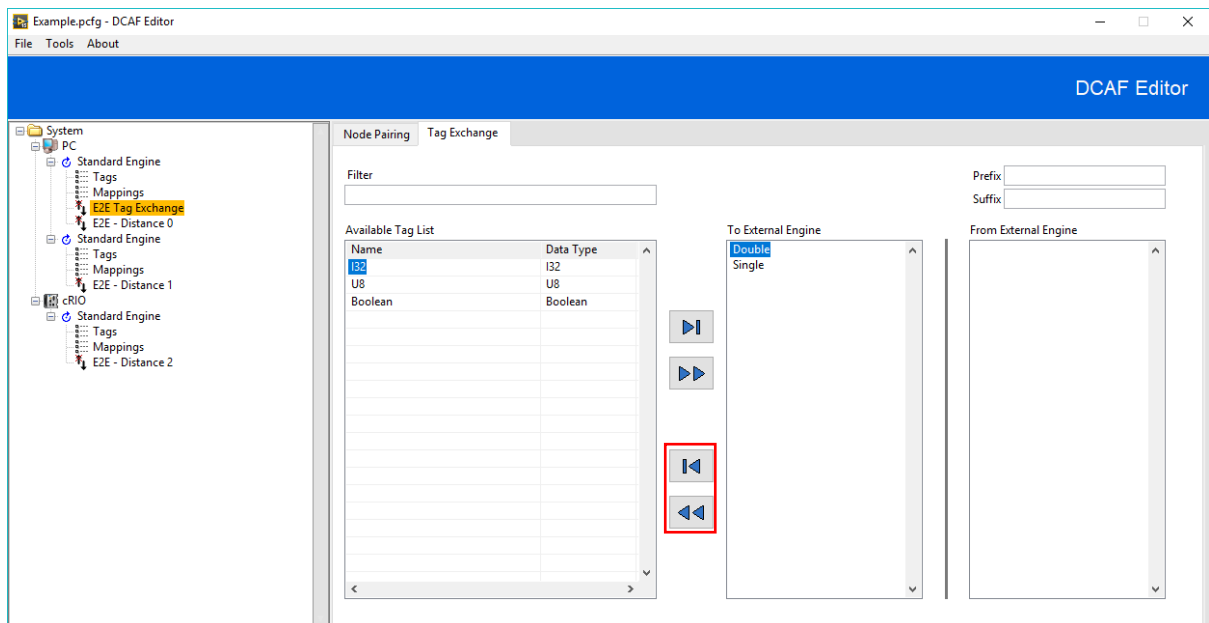 Example.pcfg - DCAF Editor
File Tools About
DCAF Editor
System
PC
Standard Engine
Tags
Mappings
E2E Tag Exchange
E2E - Distance 0
Standard Engine
Tags
Mappings
E2E - Distance 1
cRIO
Standard Engine
Tags
Mappings
E2E - Distance 2
Node Pairing Tag Exchange
Filter
Prefix
Suffix
Available Tag List
Name Data Type
I32 I32
U8 U8
Boolean Boolean
To External Engine
Double
Single
From External Engine